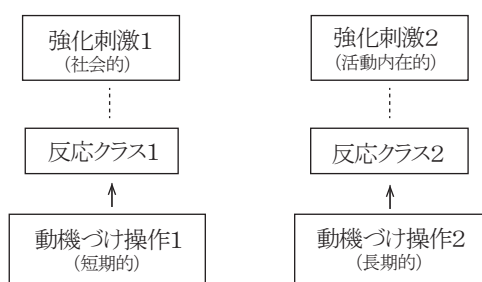 強化刺激1
(社会的)
強化刺激2
(活動内在的)
反応クラス1
反応クラス2
動機づけ操作1
(短期的)
動機づけ操作2
(長期的)